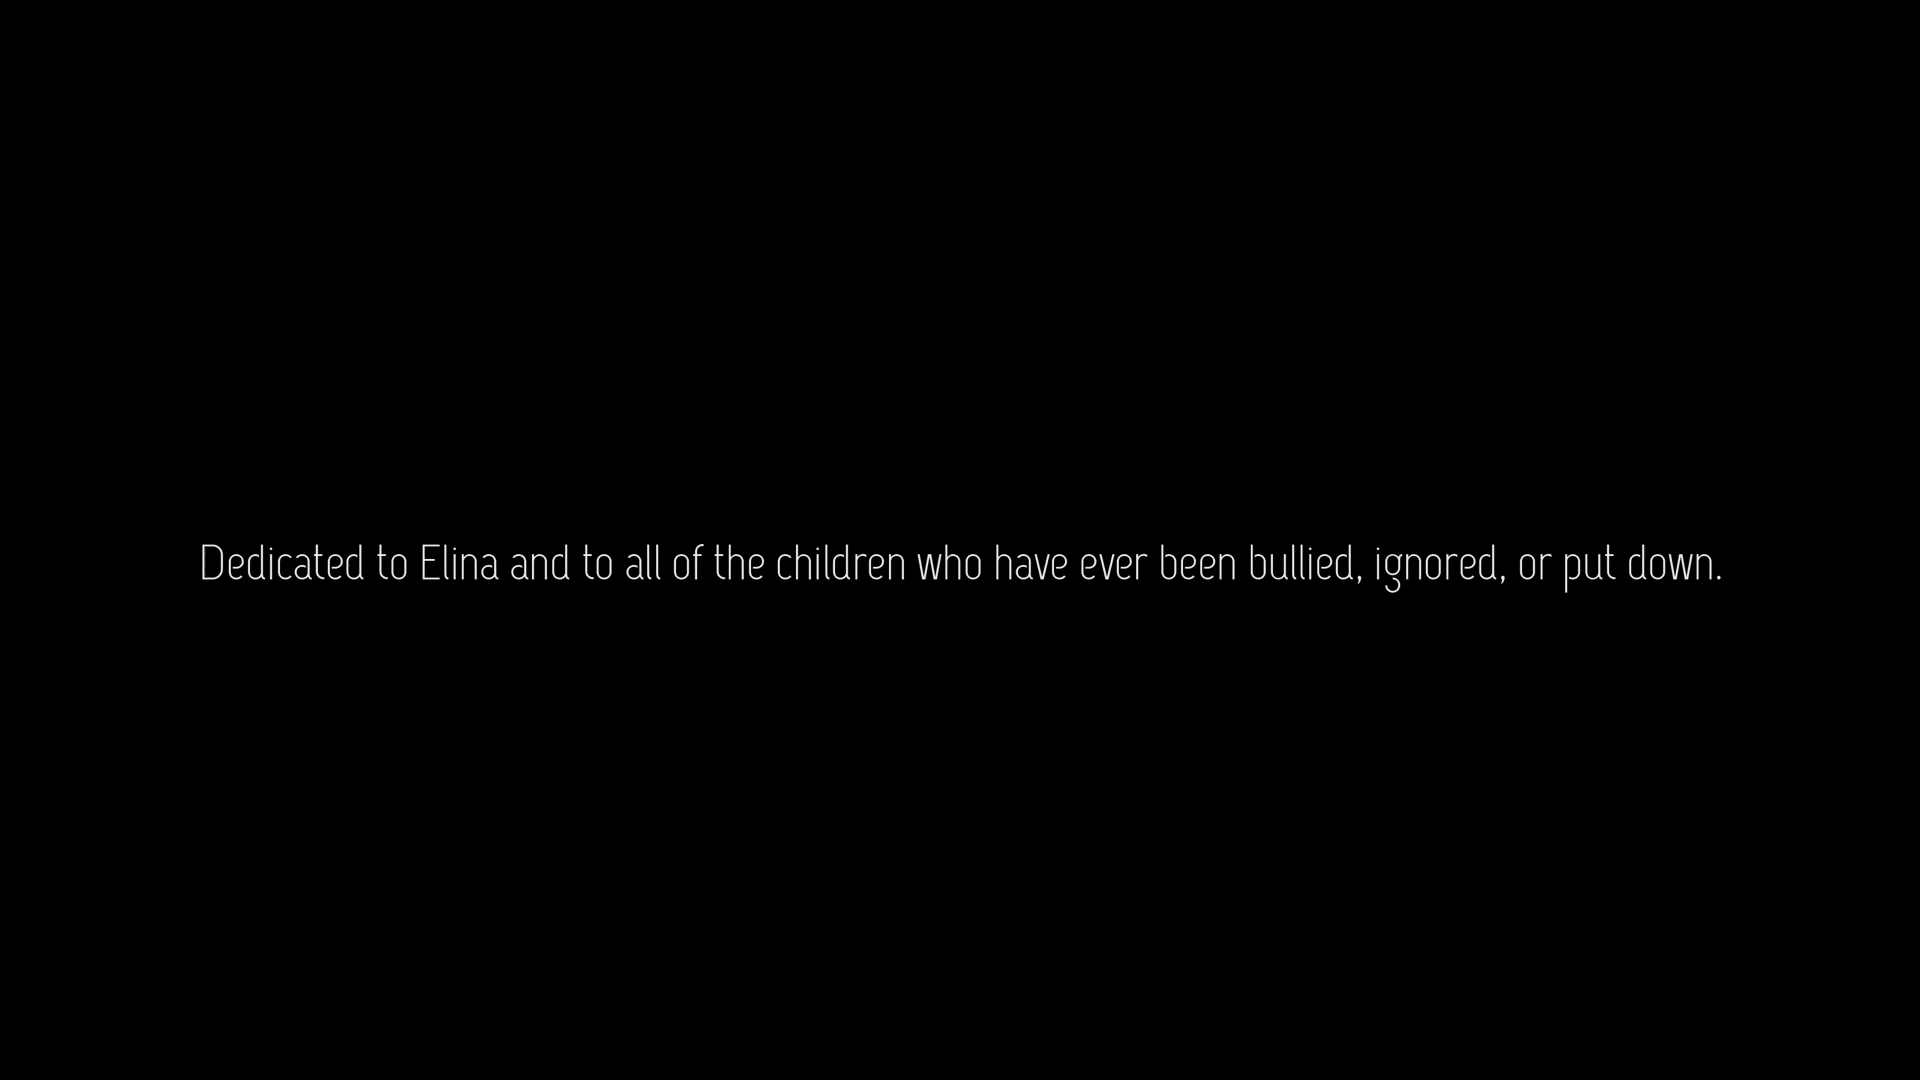 Dedicated to Elina and to all of the children who have ever been bullied, ignored, or put down.